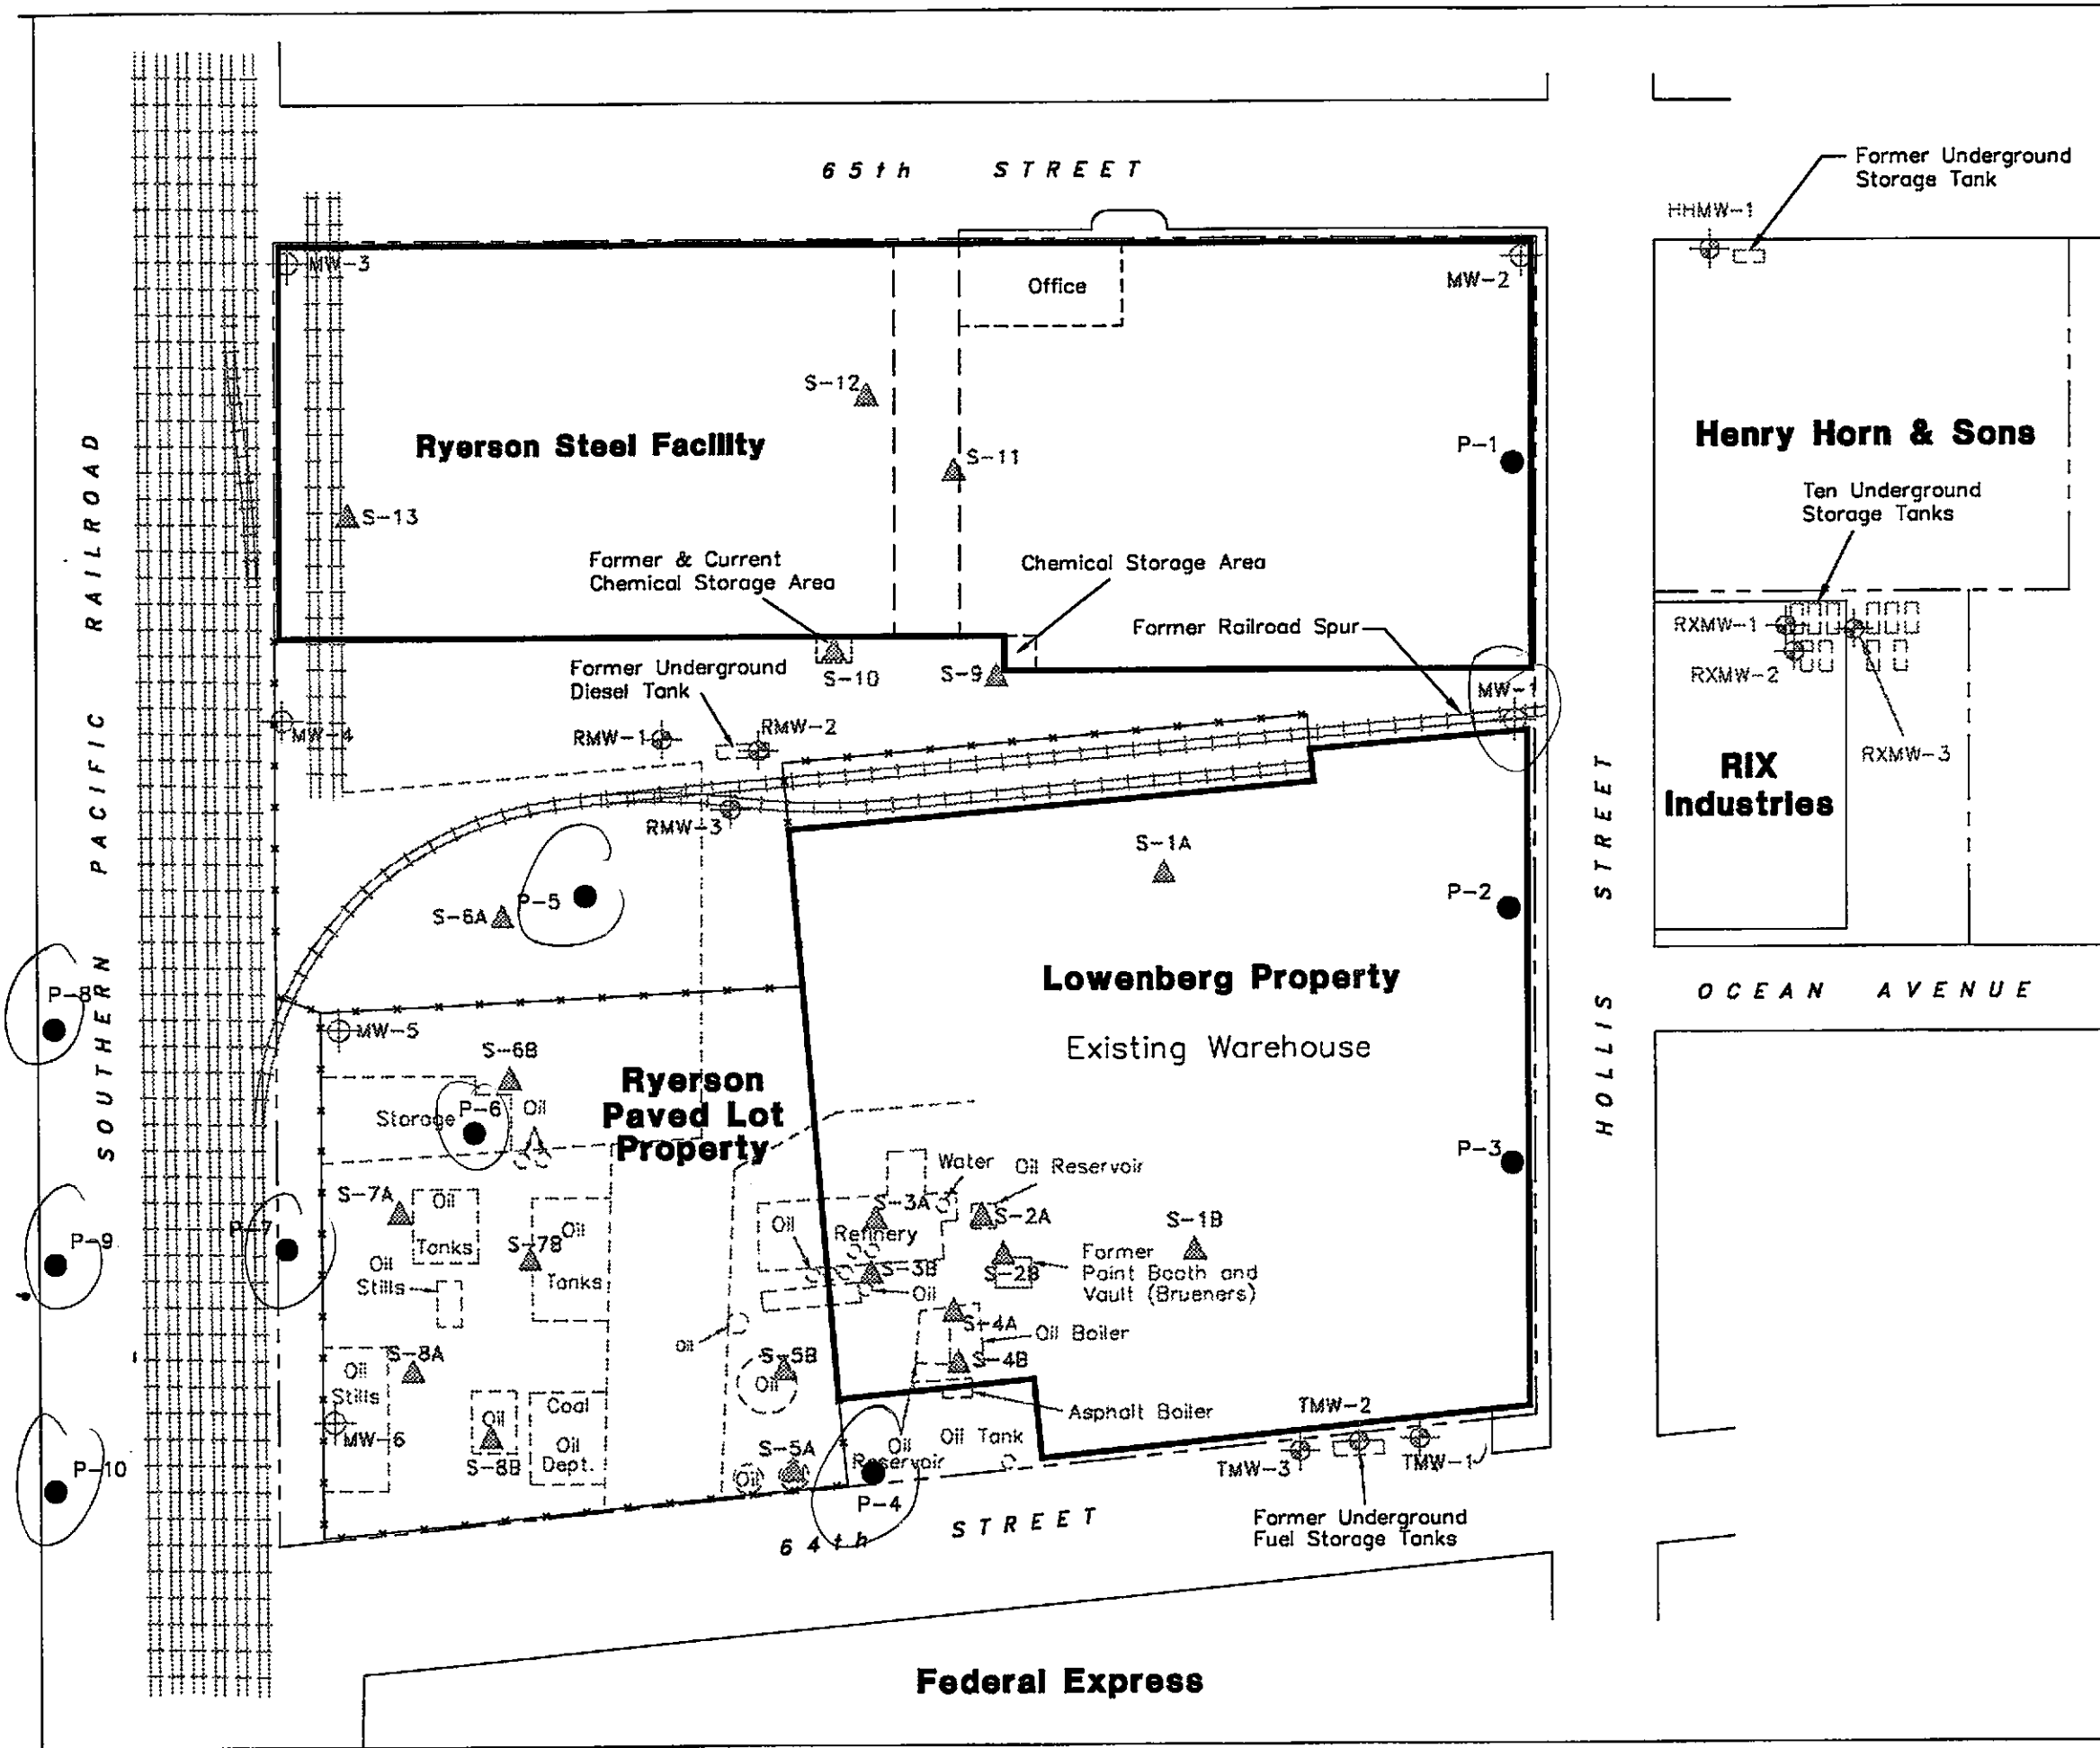 65th STREET
Former Underground
Storage Tank
HHMW-1
MW-3
MW-2
Office
S-12
Ryerson Steel Facility
S-11
P-1
Henry Horn & Sons
Ten Underground
Storage Tanks
S-13
Former & Current
Chemical Storage Area
Chemical Storage Area
Former Railroad Spur
RXMW-1
RXMW-2
RXMW-3
S-10
S-9
MW-1
Former Underground
Diesel Tank
MW-4
RMW-1
RMW-2
RMW-3
RIX
Industries
SOUTHERN PACIFIC RAILROAD
HOLLIS STREET
S-1A
P-5
S-6A
P-2
Lowenberg Property
Existing Warehouse
OCEAN AVENUE
P-8
MW-5
S-6B
Ryerson
Paved Lot
Property
Storage
P-6
Oil
P-3
Water
Oil Reservoir
S-7A
Oil
Tanks
S-3A
S-2A
S-1B
Oil
Refinery
P-9
P-7
S-7B
Oil
Tanks
Oil
Stills
S-3B
S-2B
Former
Paint Booth and
Vault (Brueners)
Oil
S-4A
Oil Boiler
Oil
S-8A
S-5B
S-4B
Oil
Stills
Oil
Asphalt Boiler
TMW-2
MW-6
Oil
Coal
Oil
Dept.
S-8B
S-5A
Oil
Oil
Reservoir
Oil Tank
TMW-3
TMW-1
P-10
P-4
64th STREET
Former Underground
Fuel Storage Tanks
Federal Express